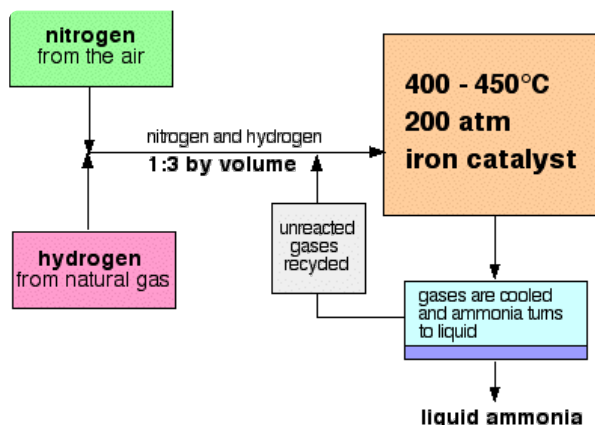 nitrogen
from the air
400 - 450°C
200 atm
iron catalyst
nitrogen and hydrogen
1:3 by volume
hydrogen
from natural gas
unreacted
gases
recycled
gases are cooled
and ammonia turns
to liquid
liquid ammonia